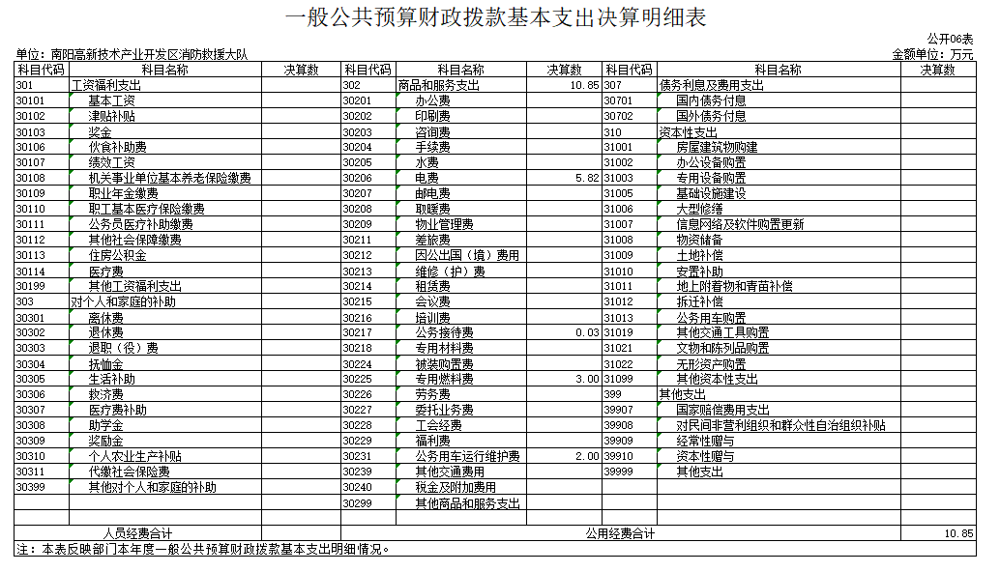 一般公共预算财政拨款基本支出决算明细表
公开06表
单位：南阳高新技术产业开发区消防救援大队 金额单位：万元
科目代码 科目名称 决算数 科目代码 科目名称 决算数 科目代码 科目名称 决算数
301 工资福利支出 302 商品和服务支出 10.85 307 债务利息及费用支出
30101 基本工资 30201 办公费 30701 国内债务付息
30102 津贴补贴 30202 印刷费 30702 国外债务付息
30103 奖金 30203 咨询费 310 资本性支出
30106 伙食补助费 30204 手续费 31001 房屋建筑物购建
30107 绩效工资 30205 水费 31002 办公设备购置
30108 机关事业单位基本养老保险缴费 30206 电费 5.82 31003 专用设备购置
30109 职业年金缴费 30207 邮电费 31005 基础设施建设
30110 职工基本医疗保险缴费 30208 取暖费 31006 大型修缮
30111 公务员医疗补助缴费 30209 物业管理费 31007 信息网络及软件购置更新
30112 其他社会保障缴费 30211 差旅费 31008 物资储备
30113 住房公积金 30212 因公出国（境）费用 31009 土地补偿
30114 医疗费 30213 维修（护）费 31010 安置补助
30199 其他工资福利支出 30214 租赁费 31011 地上附着物和青苗补偿
303 对个人和家庭的补助 30215 会议费 31012 拆迁补偿
30301 离休费 30216 培训费 31013 公务用车购置
30302 退休费 30217 公务接待费 0.03 31019 其他交通工具购置
30303 退职（役）费 30218 专用材料费 31021 文物和陈列品购置
30304 抚恤金 30224 被装购置费 31022 无形资产购置
30305 生活补助 30225 专用燃料费 3.00 31099 其他资本性支出
30306 救济费 30226 劳务费 399 其他支出
30307 医疗费补助 30227 委托业务费 39907 国家赔偿费用支出
30308 助学金 30228 工会经费 39908 对民间非营利组织和群众性自治组织补贴
30309 奖励金 30229 福利费 39909 经常性赠与
30310 个人农业生产补贴 30231 公务用车运行维护费 2.00 39910 资本性赠与
30311 代缴社会保险费 30239 其他交通费用 39999 其他支出
30399 其他对个人和家庭的补助 30240 税金及附加费用
30299 其他商品和服务支出
人员经费合计 公用经费合计 10.85
注：本表反映部门本年度一般公共预算财政拨款基本支出明细情况。